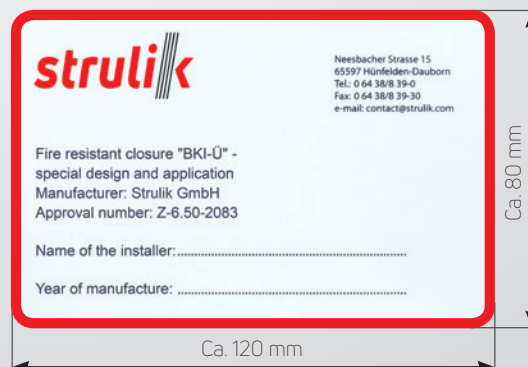 strulik
Neesbacher Strasse 15
65597 Hünfelden-Dauborn
Tel.: 0 64 38/8 39-0
Fax: 0 64 38/8 39-30
e-mail: contact@strulik.com
Fire resistant closure "BKI-Ü" -
special design and application
Manufacturer: Strulik GmbH
Approval number: Z-6.50-2083
Name of the installer:
Year of manufacture:
Ca. 80 mm
Ca. 120 mm